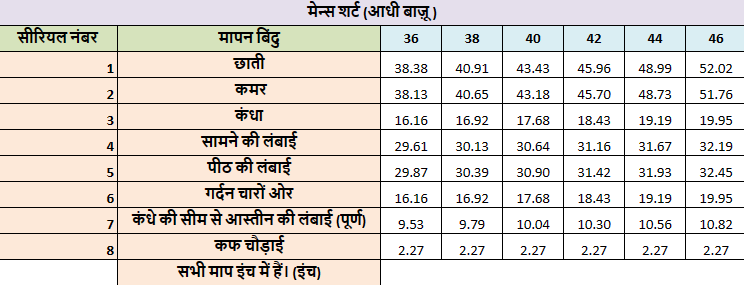 मेन्स शर्ट (आधी बाज़ू )
सीरियल नंबर मापन बिंदु 36 38 40 42 44 46
1 छाती 38.38 40.91 43.43 45.96 48.99 52.02
2 कमर 38.13 40.65 43.18 45.70 48.73 51.76
3 कंधा 16.16 16.92 17.68 18.43 19.19 19.95
4 सामने की लंबाई 29.61 30.13 30.64 31.16 31.67 32.19
5 पीठ की लंबाई 29.87 30.39 30.90 31.42 31.93 32.45
6 गर्दन चारों ओर 16.16 16.92 17.68 18.43 19.19 19.95
7 कंधे की सीम से आस्तीन की लंबाई (पूर्ण) 9.53 9.79 10.04 10.30 10.56 10.82
8 कफ चौड़ाई 2.27 2.27 2.27 2.27 2.27 2.27
सभी माप इंच में हैं। (इंच)